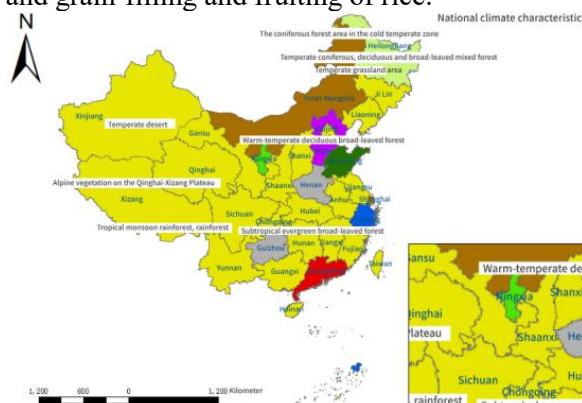 and grain filling and fruiting of rice.
National climate characteristic
N
The coniferous forest area in the cold temperate zone
Heilongjiang
Temperate coniferous, deciduous and broad-leaved mixed forest
Temperate grassland area
Ji Lin
Inner Mongolia
Liaoning
Xinjiang
Temperate desert
Gansu
Warm-temperate deciduous broad-leaved forest
Ningxia
Shanxi
Qinghai
Alpine vegetation on the Qinghai-Xizang Plateau
Shaanxi
Henan
Jiangsu
Xizang
Anhui
Shanghai
Sichuan
Hubei
Chongqing
Tropical monsoon rainforest, rainforest
Subtropical evergreen broad-leaved forest
Guizhou
Hunan
Jiangxi
Fujian
Yunnan
Guangxi
Taiwan
Hainan
1, 200 600 0 1, 200 Kilometer
Gansu
Warm-temperate de
Ningxia
Shanxi
Qinghai
Plateau
Shaanxi
He
Sichuan
Hu
Chongqing
rainforest